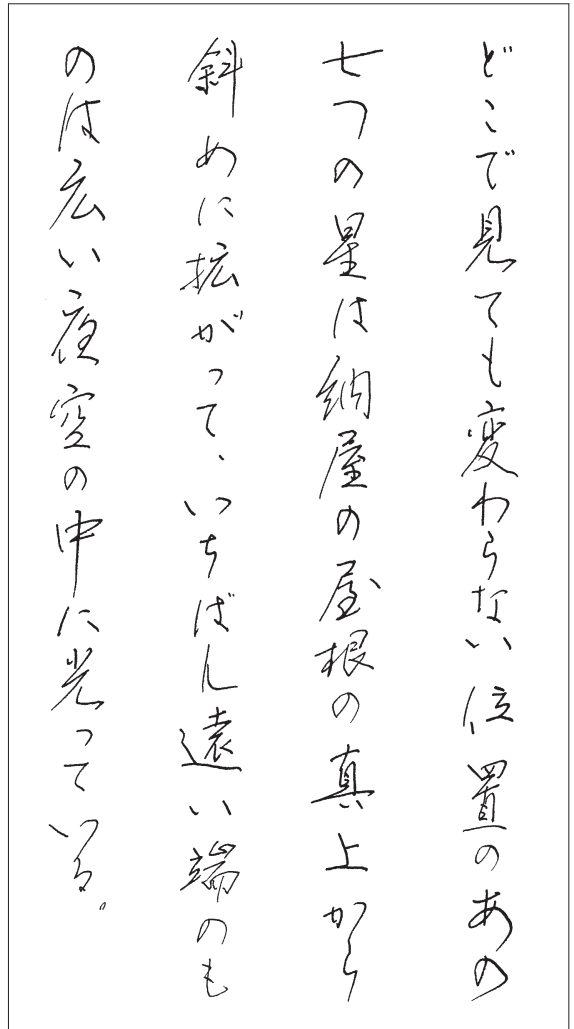 どこで見ても変わらない位置のあの
七つの星は納屋の屋根の真上から
斜めに拡がって、いちばん遠い端のも
のは広い夜空の中に光っている。